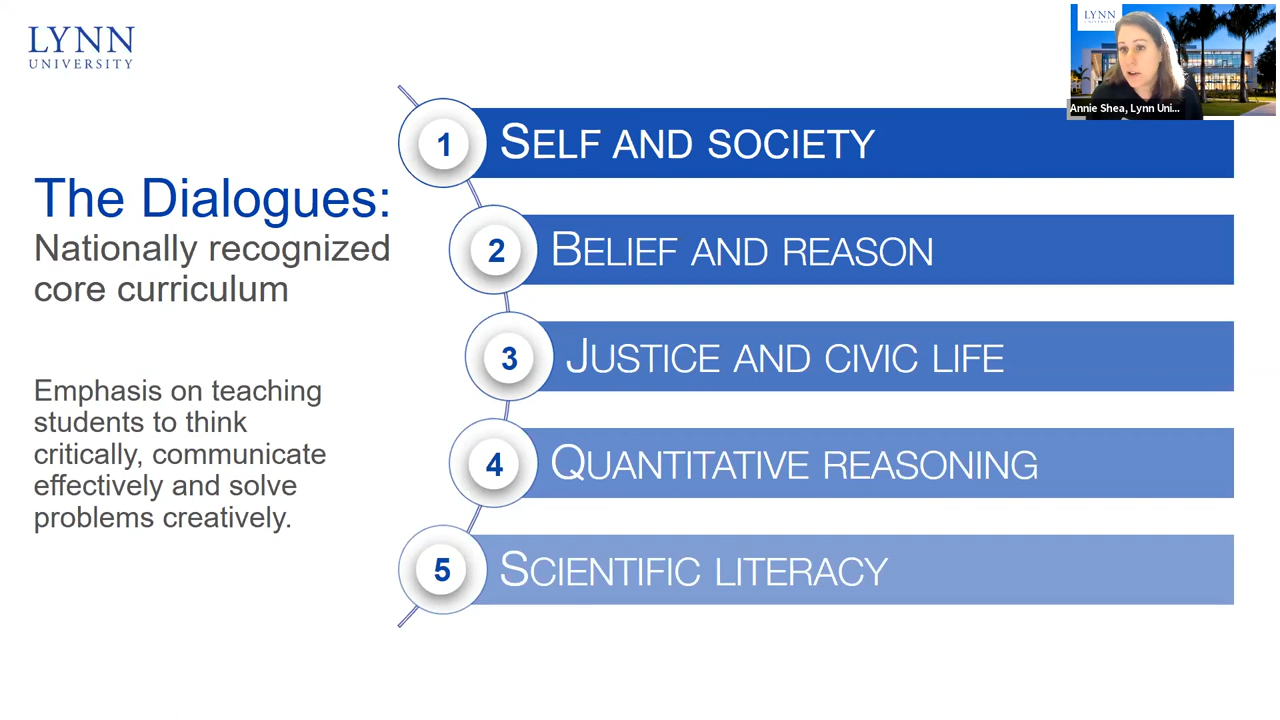 LYNN
UNIVERSITY
The Dialogues:
Nationally recognized
core curriculum
Emphasis on teaching
students to think
critically, communicate
effectively and solve
problems creatively.
1 SELF AND SOCIETY
2 BELIEF AND REASON
3 JUSTICE AND CIVIC LIFE
4 QUANTITATIVE REASONING
5 SCIENTIFIC LITERACY
LYNN
UNIVERSITY
Annie Shea, Lynn Uni...